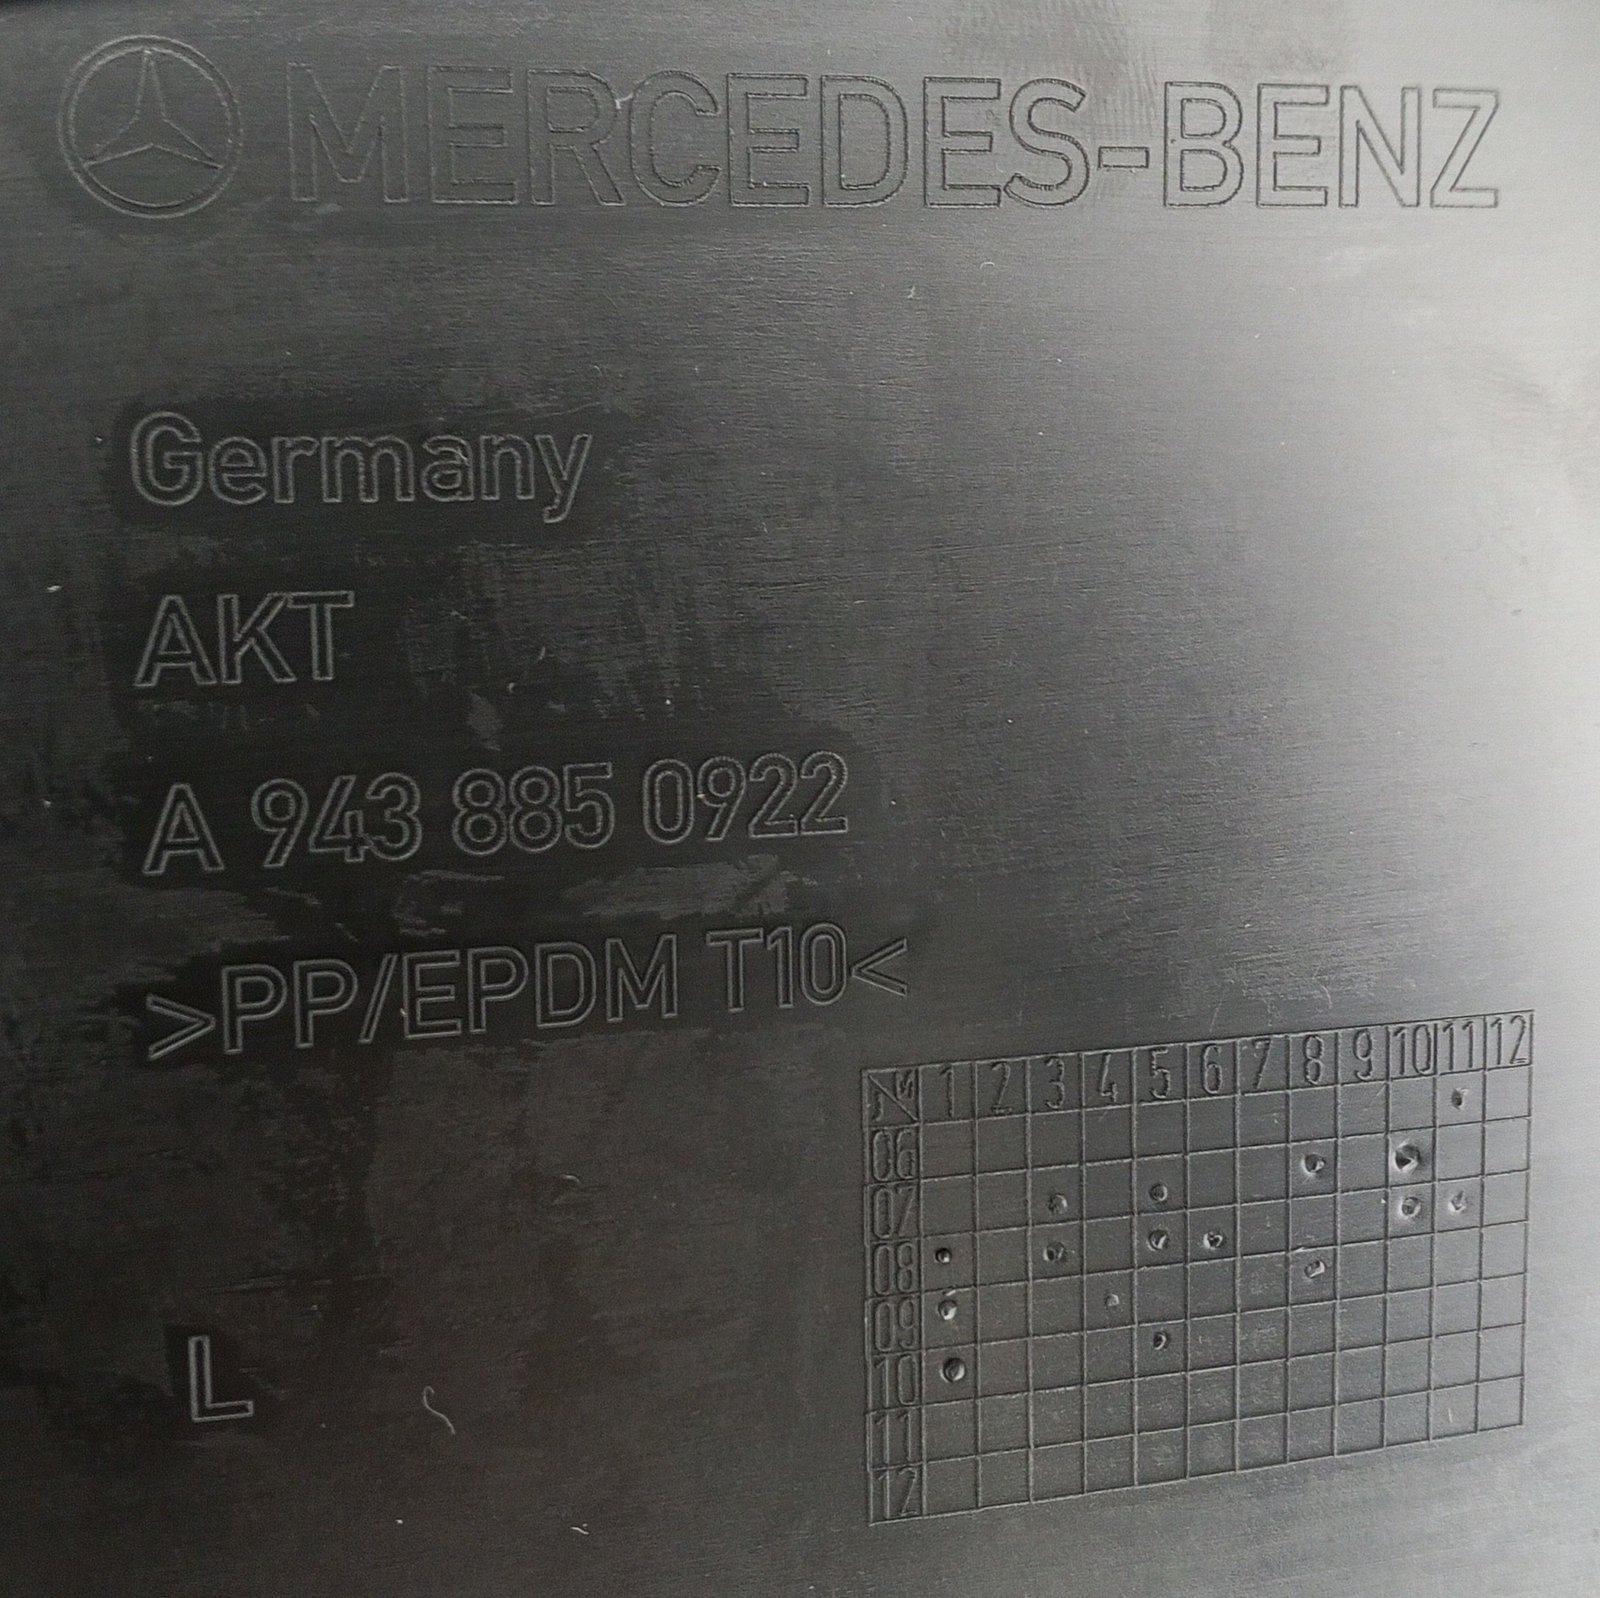 MERCEDES-BENZ
Germany
AKT
A 943 885 0922
>PP/EPDM T10<
J M 1 2 3 4 5 6 7 8 9 10 11 12
06
07
08
09
10
11
12
L